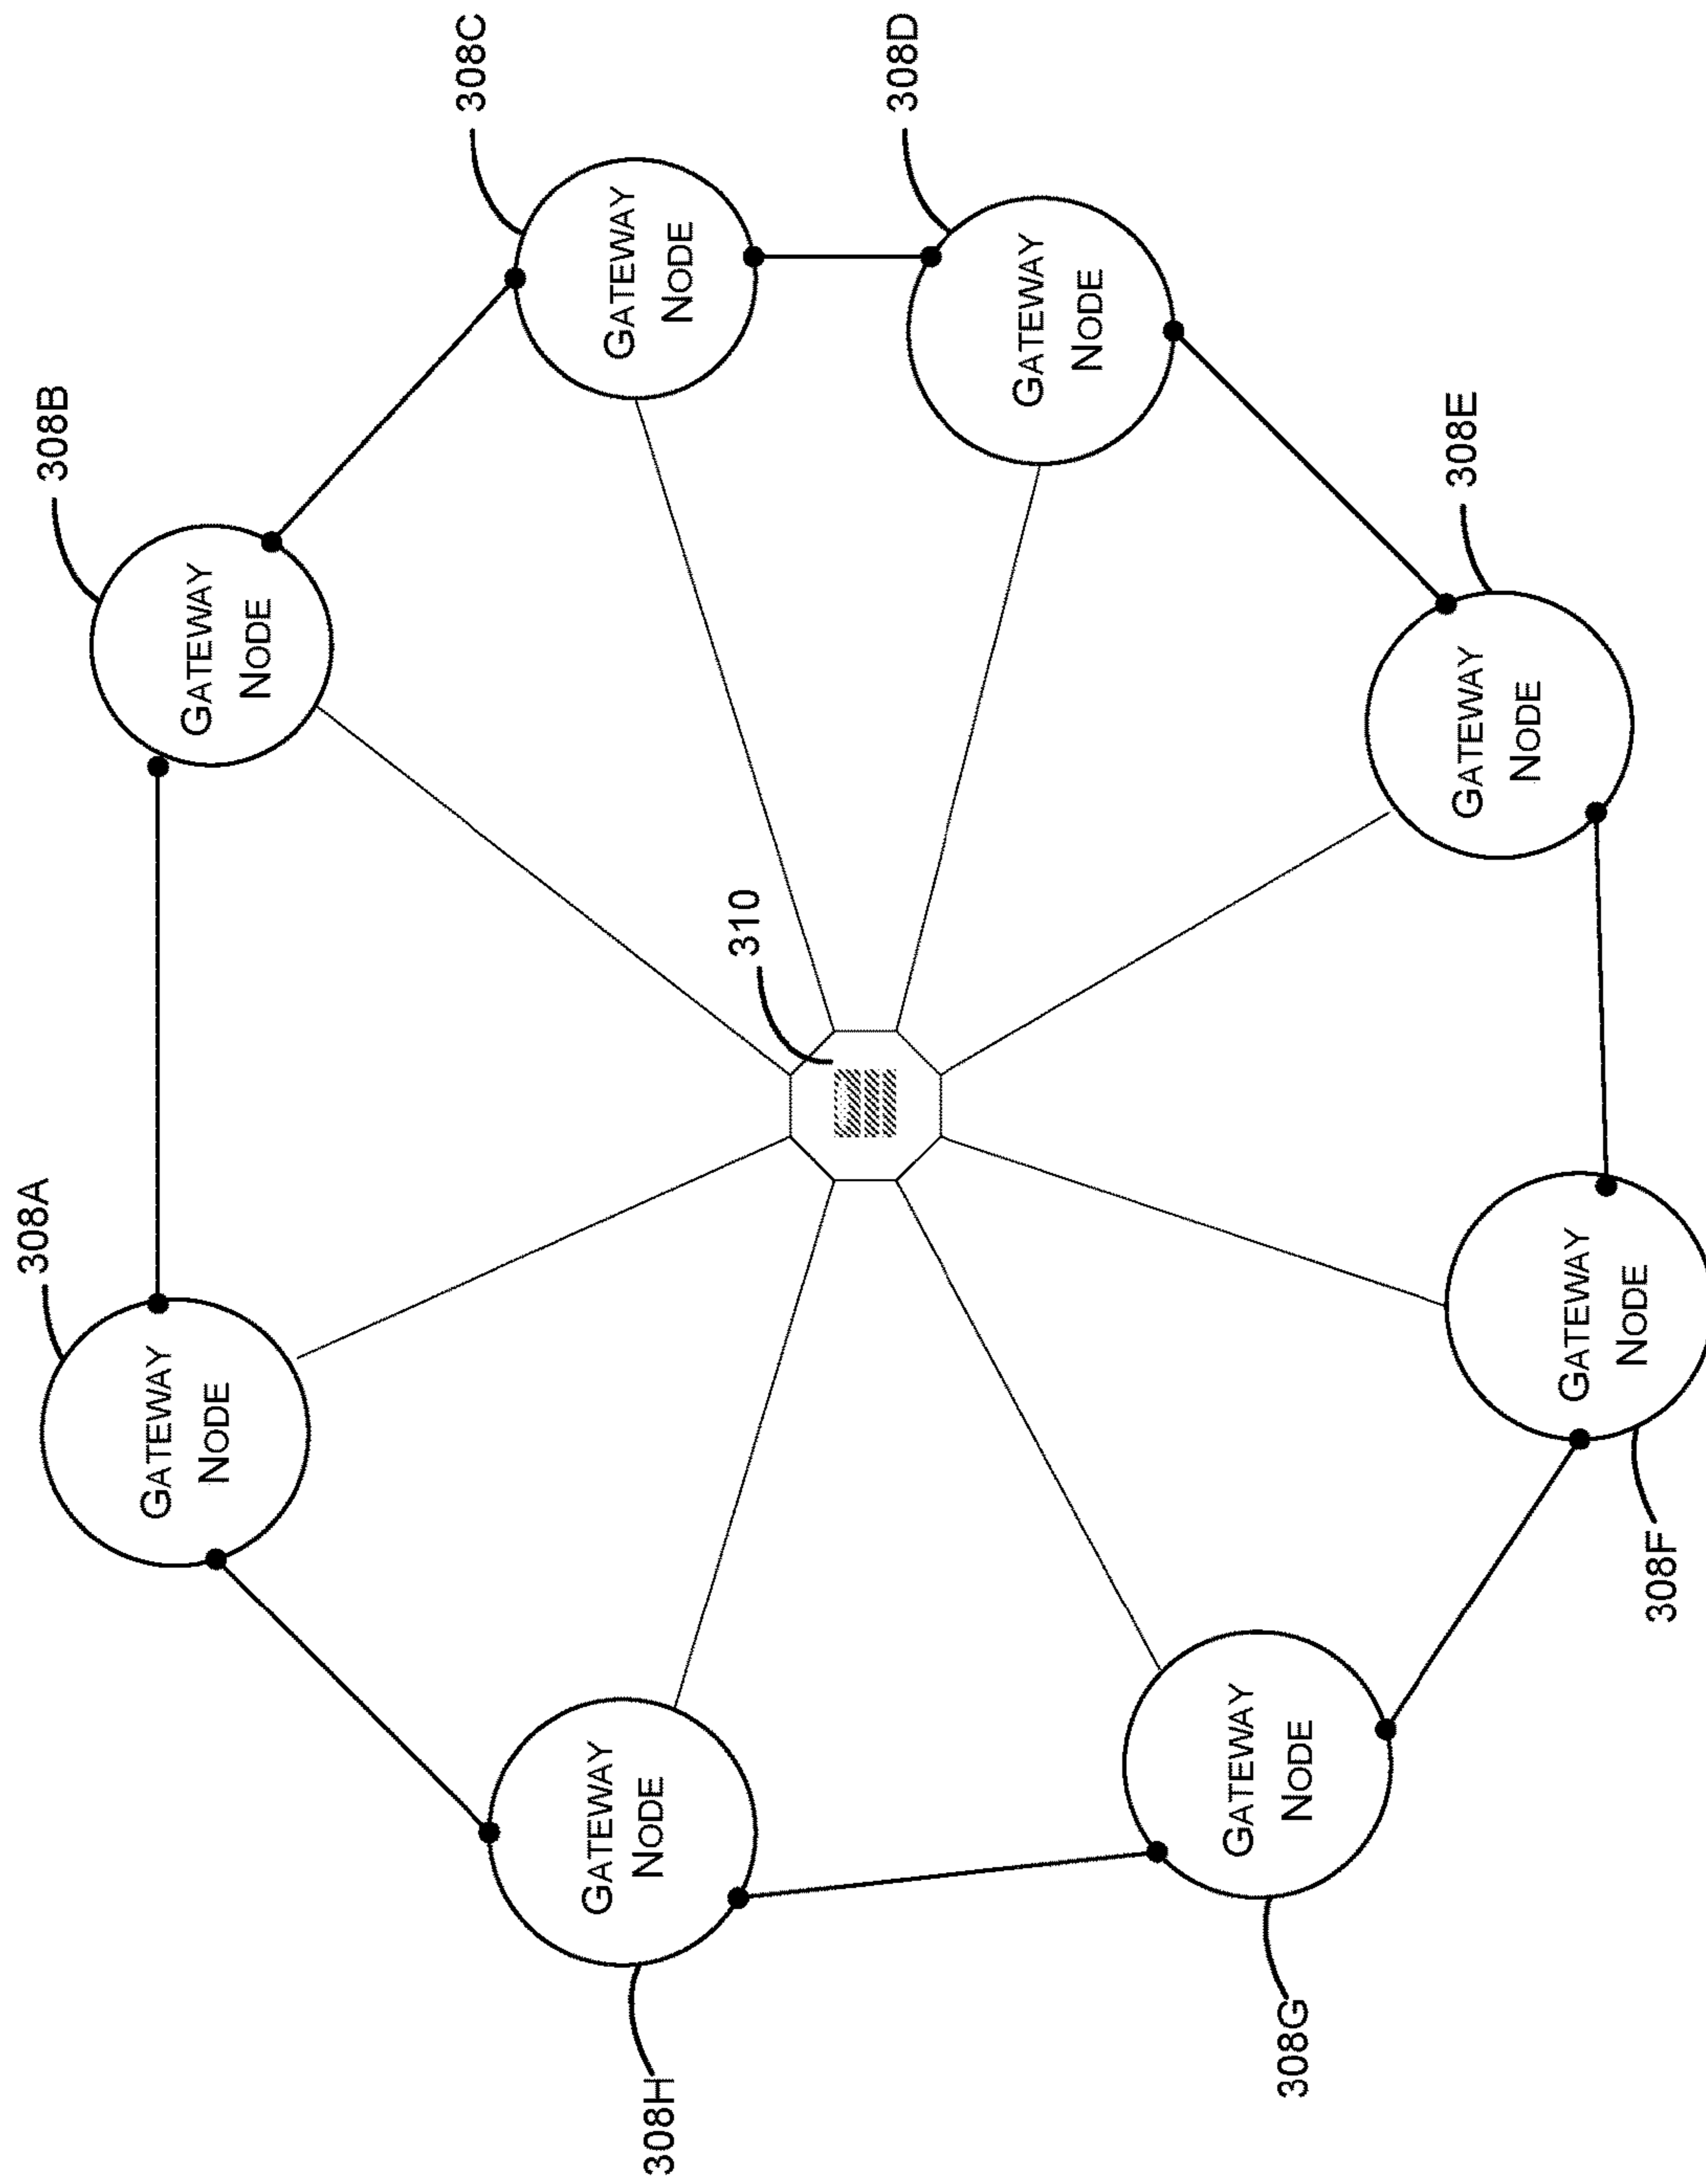 308A
308B
308C
308D
308E
308F
308G
308H
310
GATEWAY
NODE
GATEWAY
NODE
GATEWAY
NODE
GATEWAY
NODE
GATEWAY
NODE
GATEWAY
NODE
GATEWAY
NODE
GATEWAY
NODE